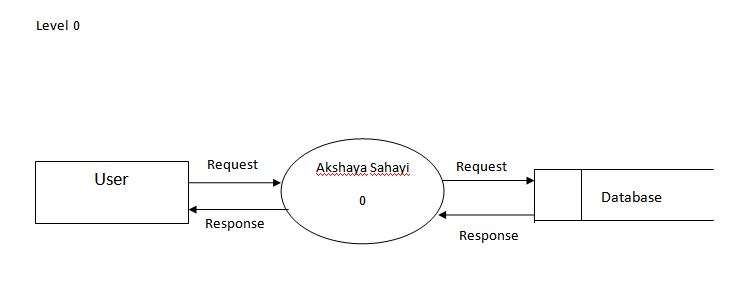 Level 0
User
Request
Response
Akshaya Sahayi
0
Request
Response
Database